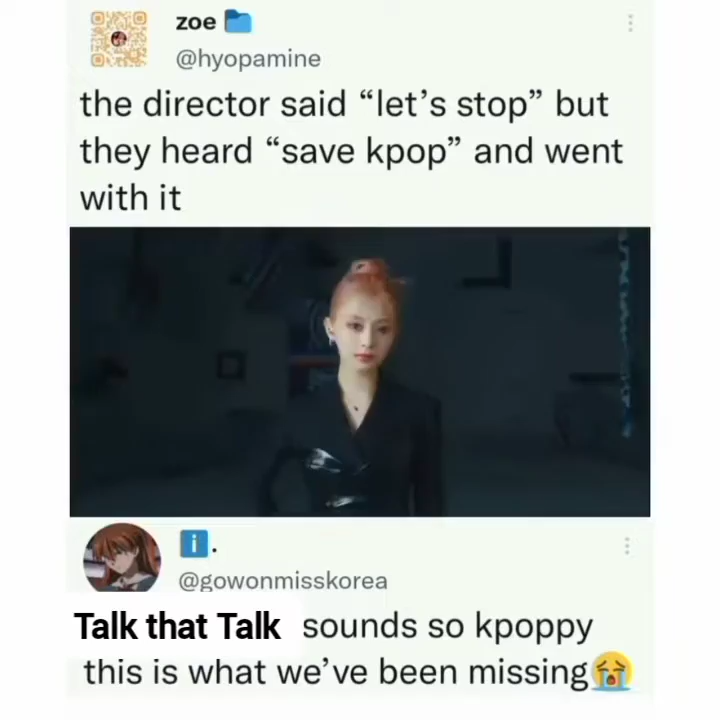 zoe 📁
@hyopamine
the director said “let’s stop” but
they heard “save kpop” and went
with it
ℹ️.
@gowonmisskorea
Talk that Talk sounds so kpoppy
this is what we’ve been missing😭